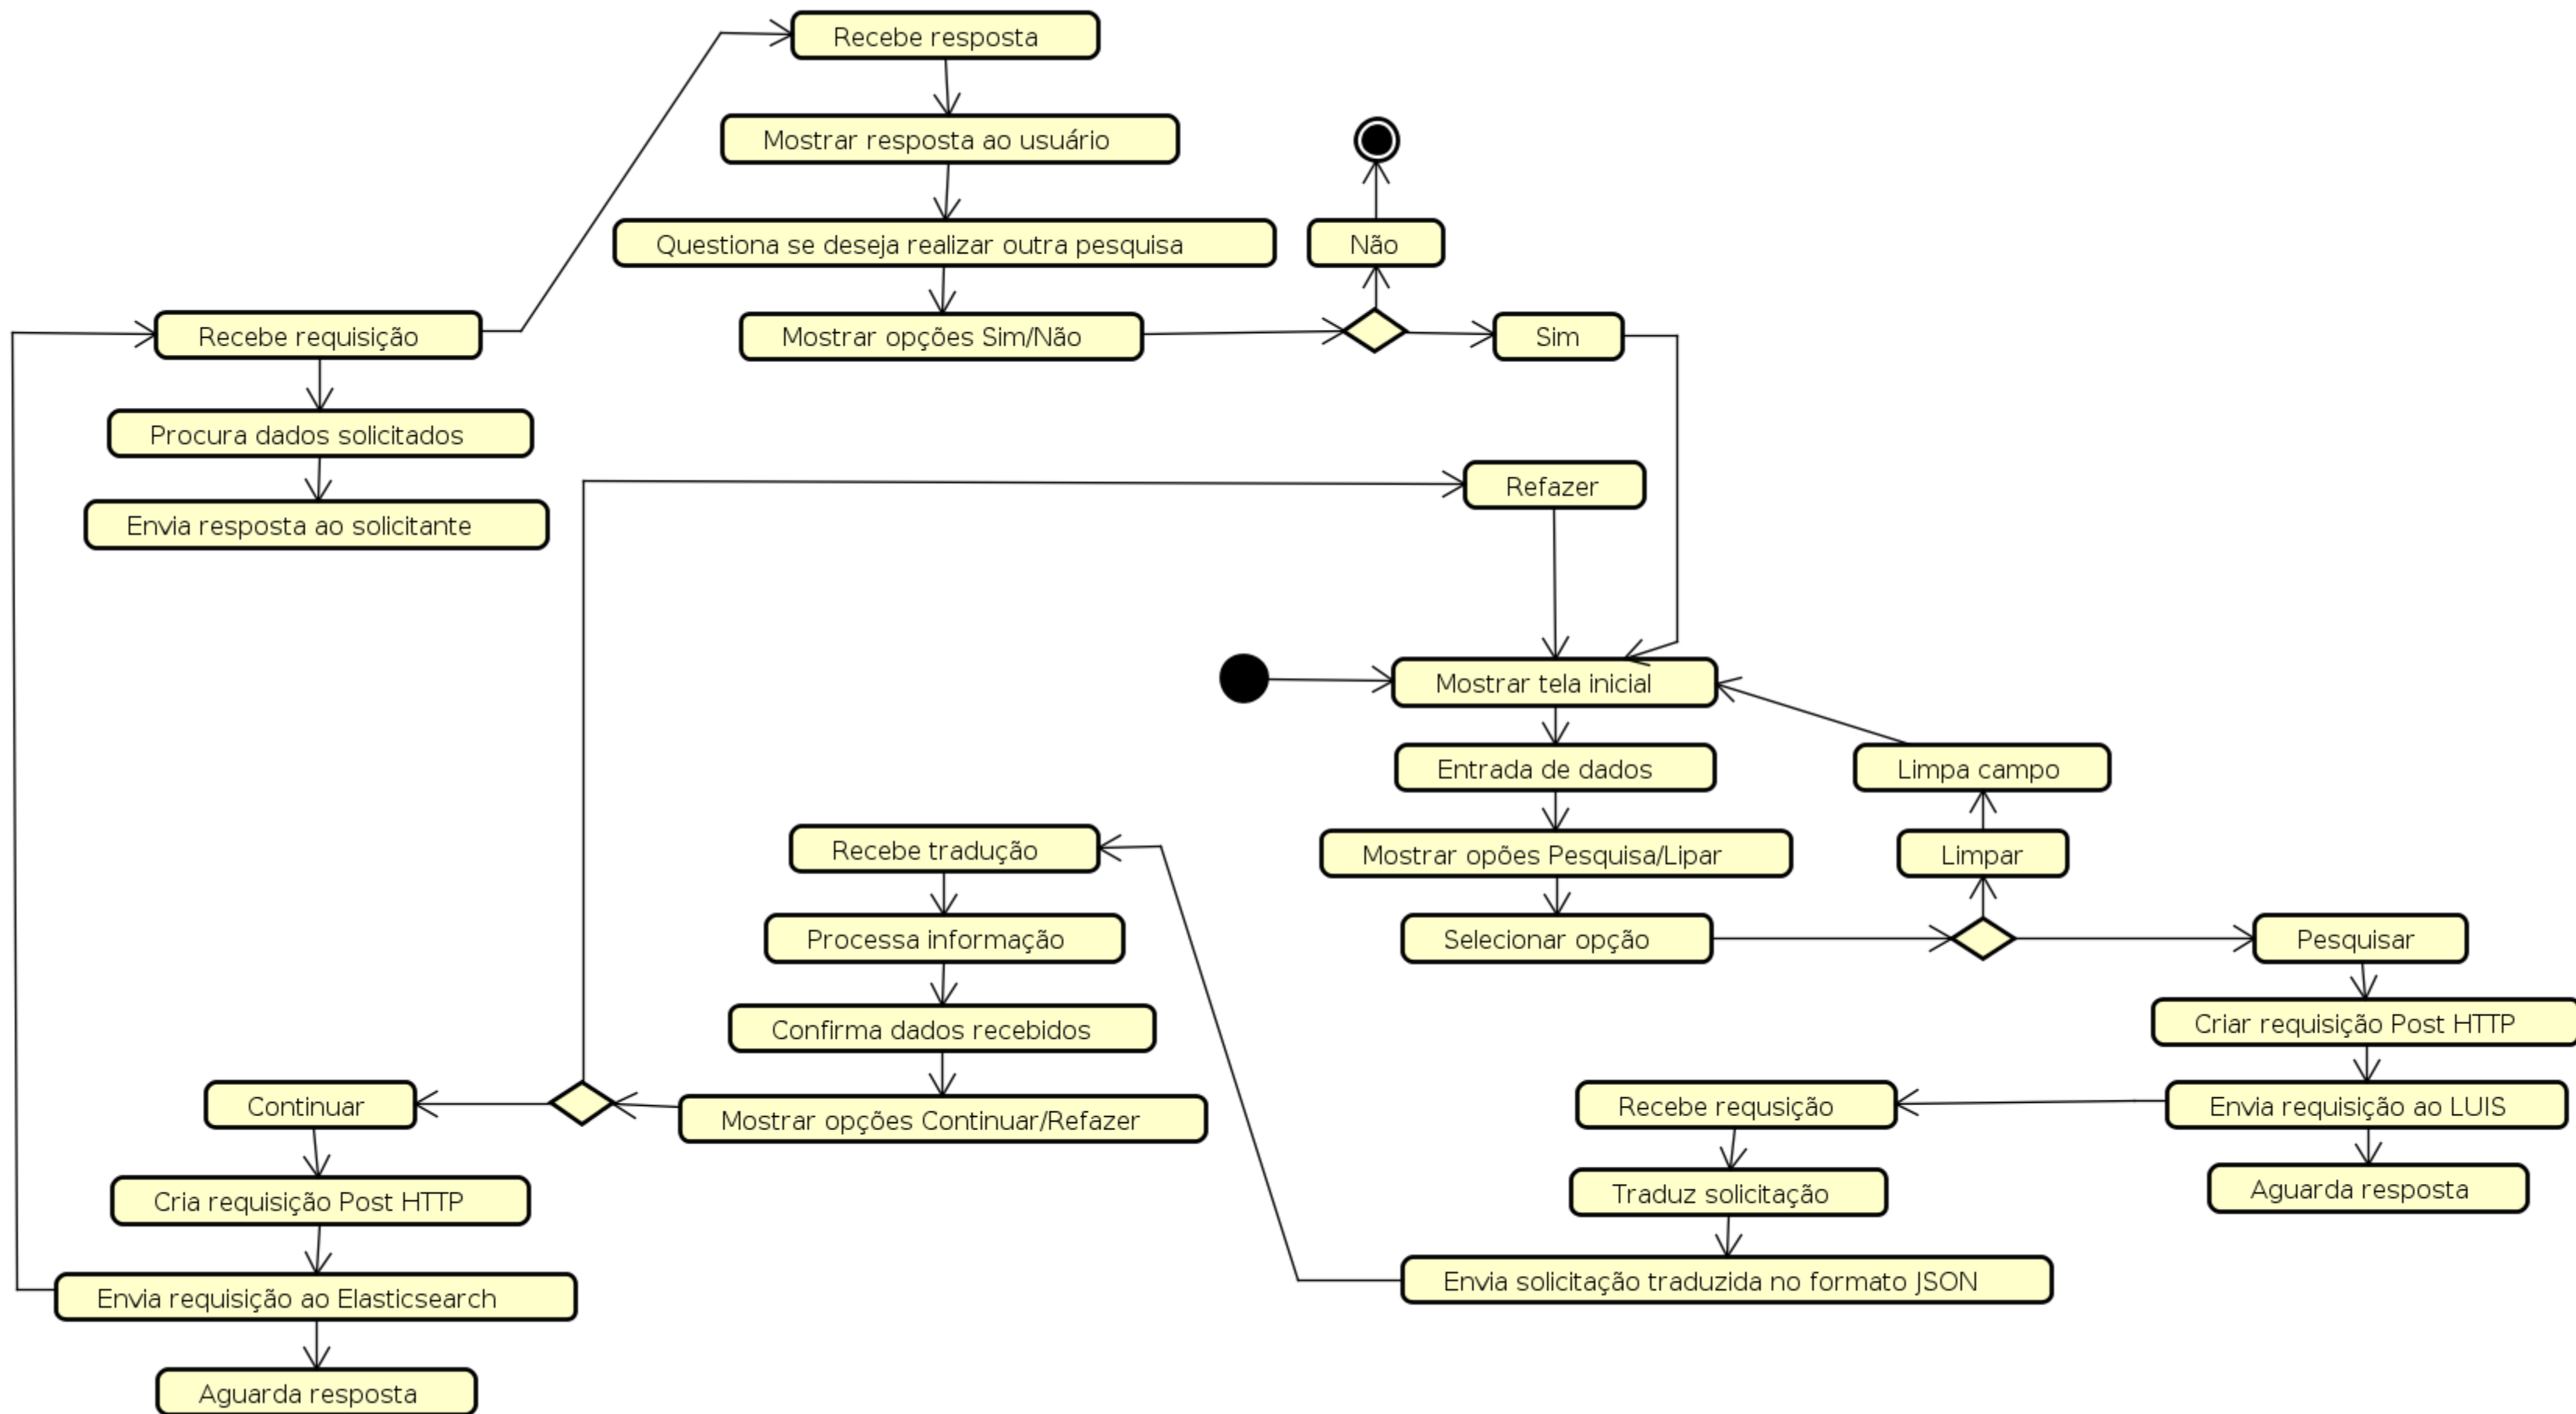 Recebe resposta
Mostrar resposta ao usuário
Questiona se deseja realizar outra pesquisa
Não
Recebe requisição
Mostrar opções Sim/Não
Sim
Procura dados solicitados
Refazer
Envia resposta ao solicitante
Mostrar tela inicial
Entrada de dados
Limpa campo
Recebe tradução
Mostrar opões Pesquisa/Lipar
Limpar
Processa informação
Selecionar opção
Pesquisar
Confirma dados recebidos
Criar requisição Post HTTP
Continuar
Mostrar opções Continuar/Refazer
Recebe requsição
Envia requisição ao LUIS
Cria requisição Post HTTP
Traduz solicitação
Aguarda resposta
Envia requisição ao Elasticsearch
Envia solicitação traduzida no formato JSON
Aguarda resposta